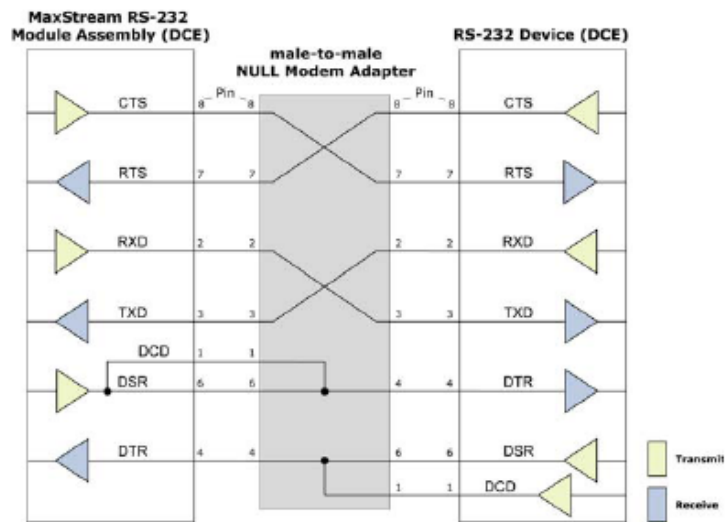 MaxStream RS-232
Module Assembly (DCE)
male-to-male
NULL Modem Adapter
RS-232 Device (DCE)
CTS 8 Pin 8 8 Pin 8 CTS
RTS 7 7 7 7 RTS
RXD 2 2 2 2 RXD
TXD 3 3 3 3 TXD
DCD 1 1
DSR 6 6 4 4 DTR
DTR 4 4 6 6 DSR
1 1 DCD
Transmit
Receive